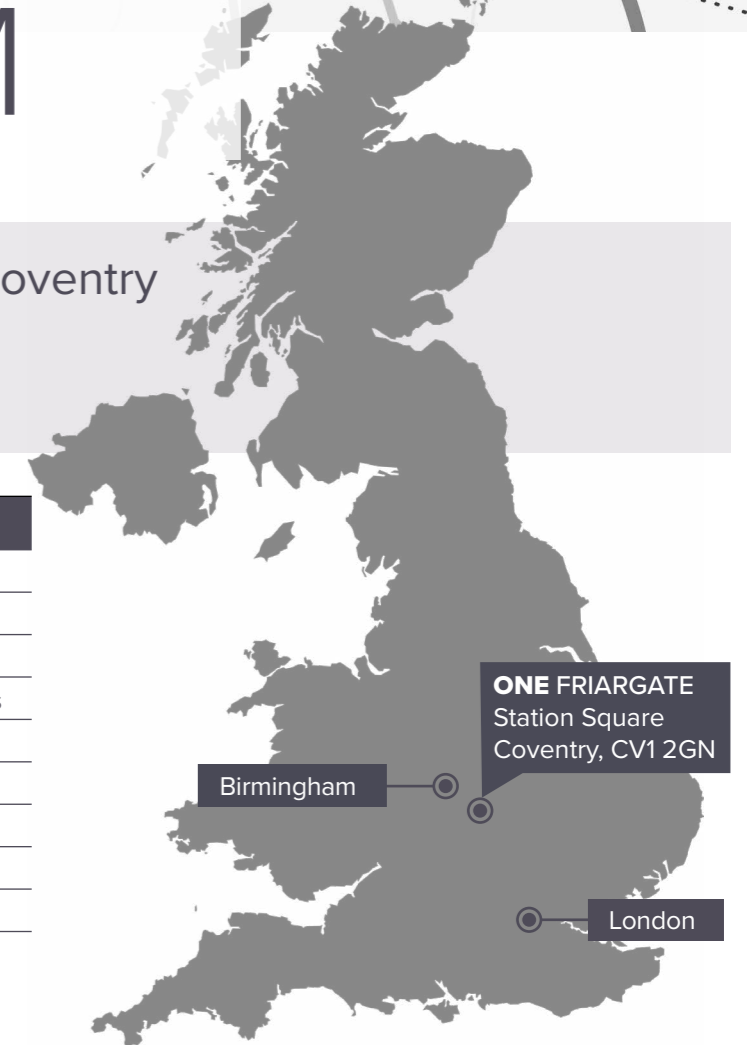 oventry
ONE FRIARGATE
Station Square
Coventry, CV1 2GN
Birmingham
London